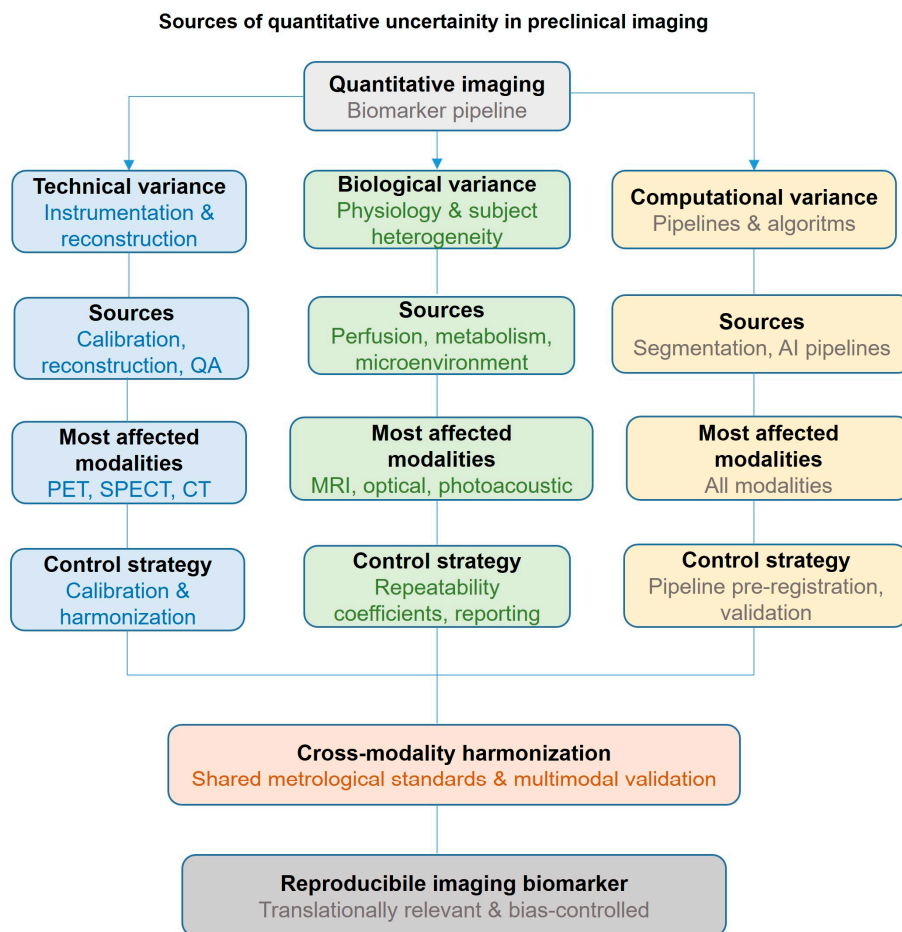 Sources of quantitative uncertainity in preclinical imaging
Quantitative imaging
Biomarker pipeline
Technical variance
Instrumentation &
reconstruction
Biological variance
Physiology & subject
heterogeneity
Computational variance
Pipelines & algoritms
Sources
Calibration,
reconstruction, QA
Sources
Perfusion, metabolism,
microenvironment
Sources
Segmentation, AI pipelines
Most affected
modalities
PET, SPECT, CT
Most affected
modalities
MRI, optical, photoacoustic
Most affected
modalities
All modalities
Control strategy
Calibration &
harmonization
Control strategy
Repeatability
coefficients, reporting
Control strategy
Pipeline pre-registration,
validation
Cross-modality harmonization
Shared metrological standards & multimodal validation
Reproducibile imaging biomarker
Translationally relevant & bias-controlled